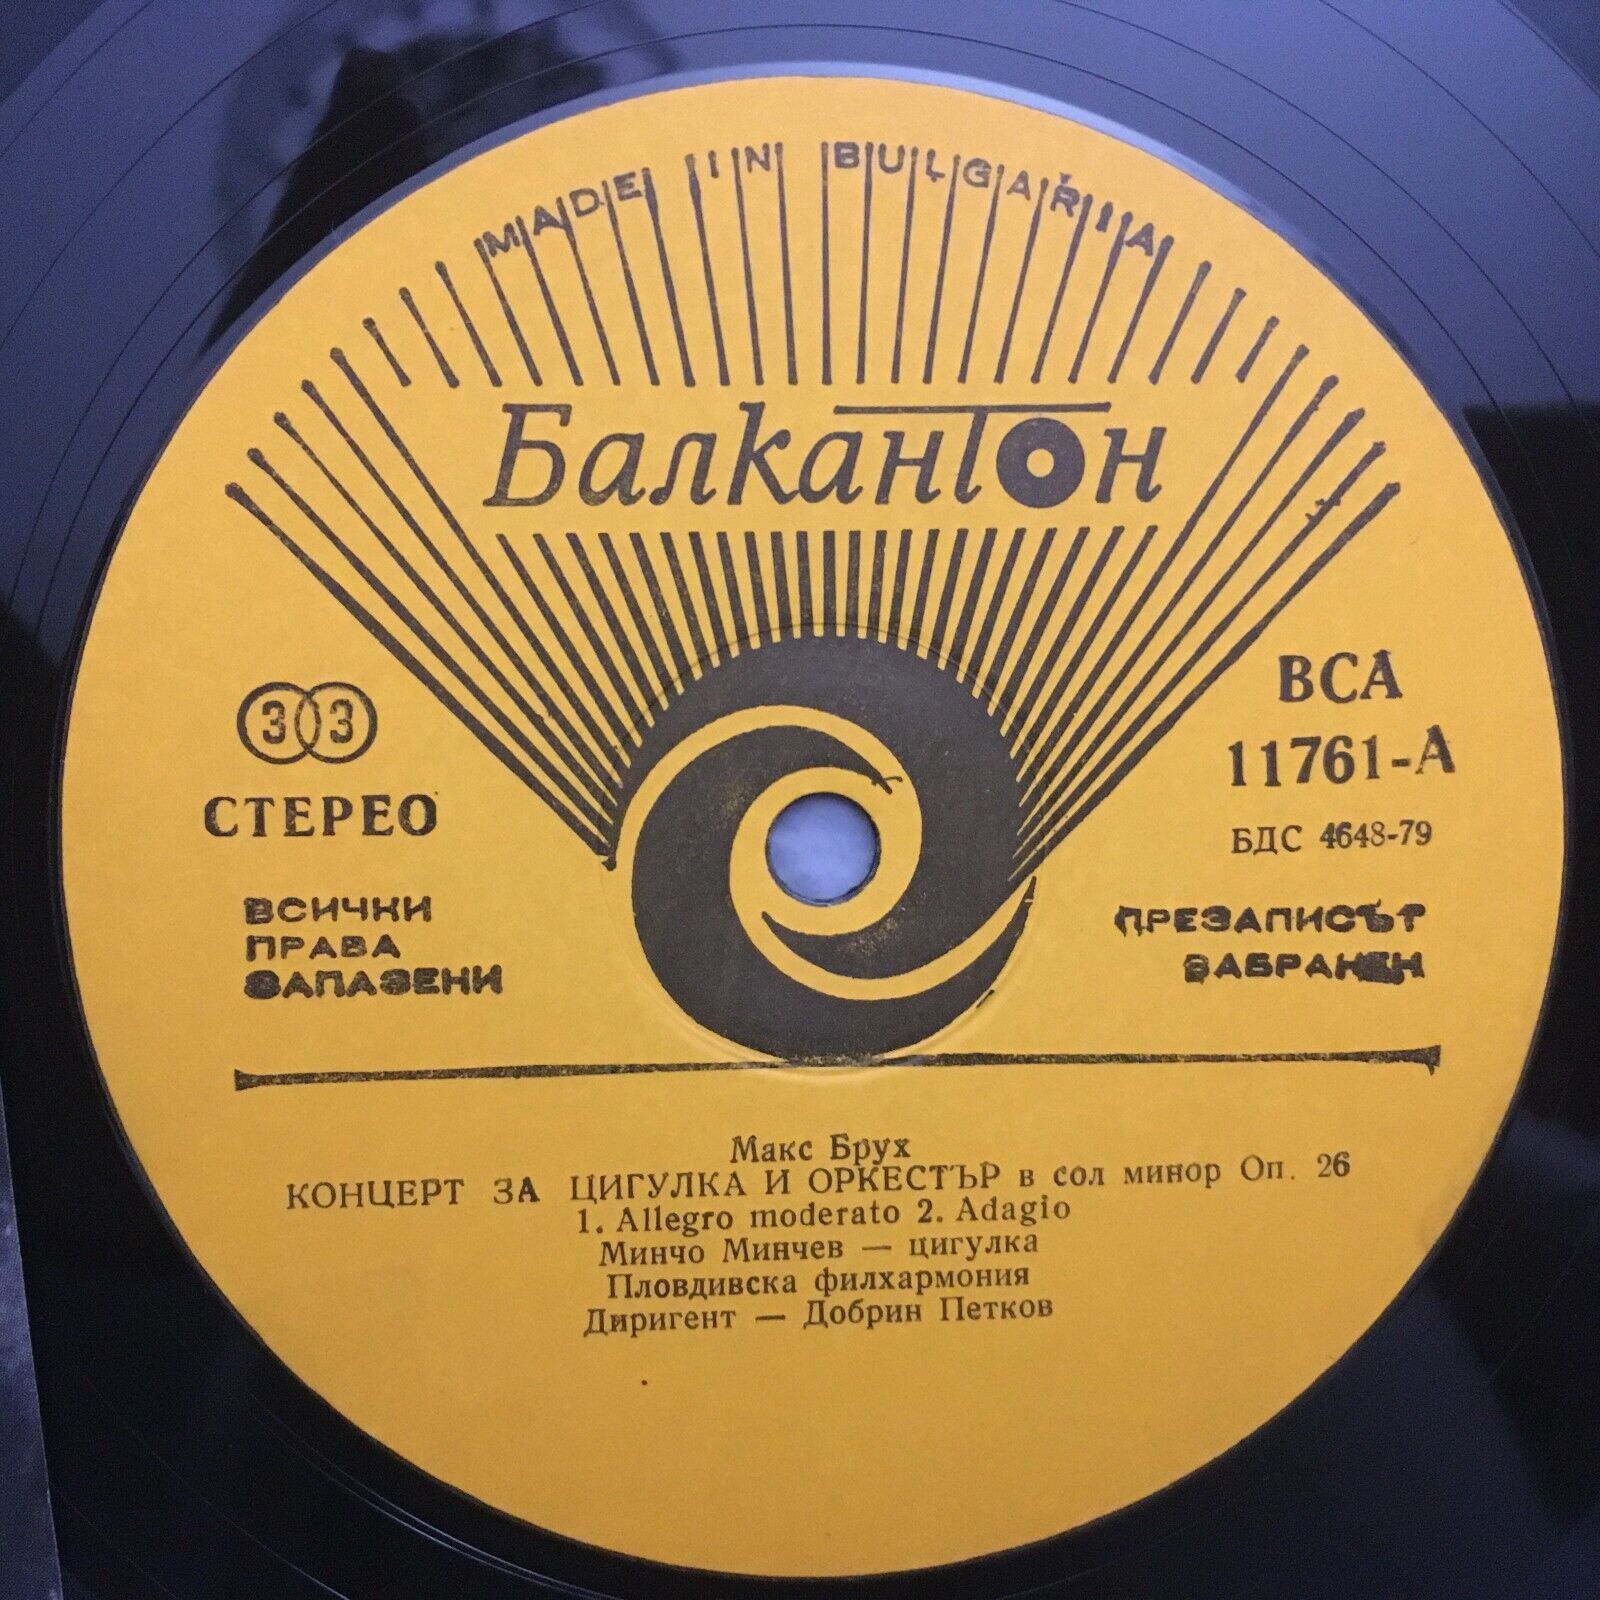 MADE IN BULGARIA
Балкантон
33
СТЕРЕО
ВСИЧКИ
ПРАВА
ЗАПАЗЕНИ
ВСА
11761-А
БДС 4648-79
ПРЕЗАПИСЪТ
ЗАБРАНЕН
Макс Брух
КОНЦЕРТ ЗА ЦИГУЛКА И ОРКЕСТЪР в сол минор Оп. 26
1. Allegro moderato 2. Adagio
Минчо Минчев — цигулка
Пловдивска филхармония
Диригент — Добрин Петков